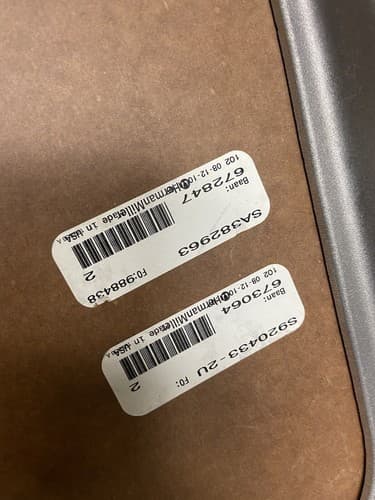 SA382963
Baan: 672847
102 08-12-10
HermanMiller
Made in USA
2
FO:988438
S920433-2U FO:
Baan: 673064
102 08-12-10
HermanMiller
Made in USA
2